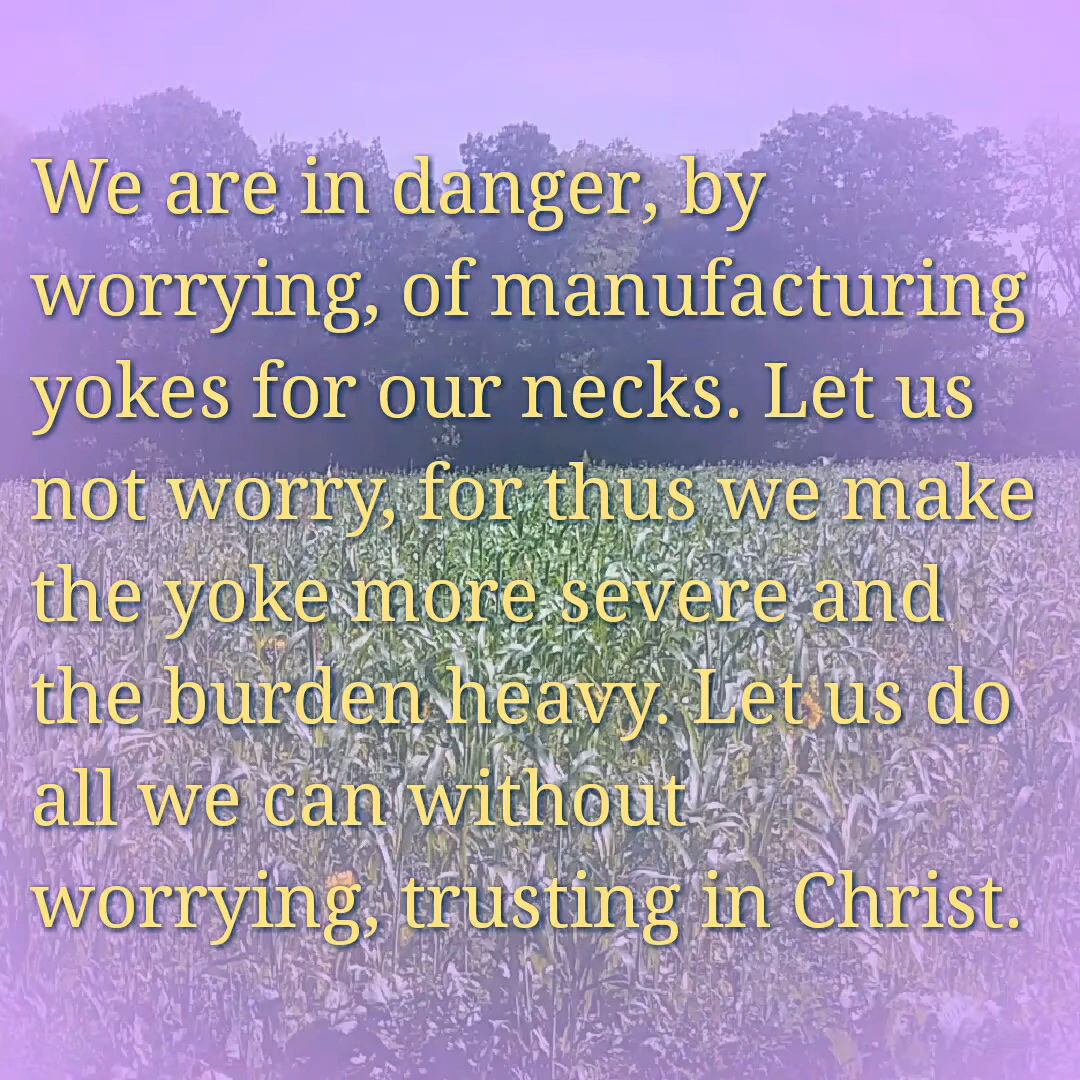 We are in danger, by
worrying, of manufacturing
yokes for our necks. Let us
not worry, for thus we make
the yoke more severe and
the burden heavy. Let us do
all we can without
worrying, trusting in Christ.